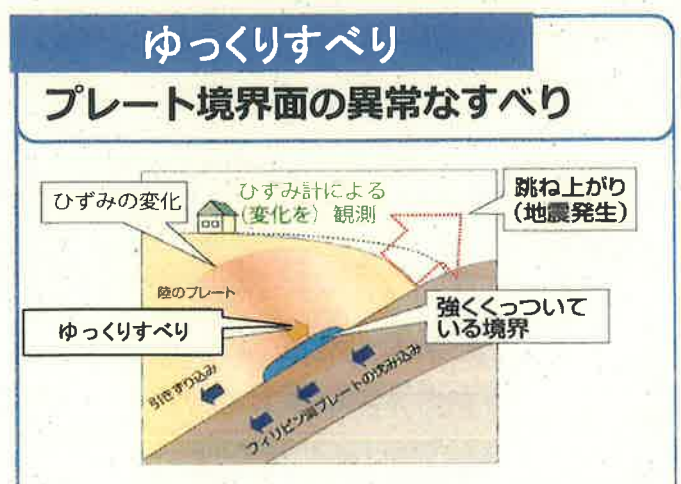 ゆっくりすべり
プレート境界面の異常なすべり
ひずみの変化
ひずみ計による
(変化を) 観測
跳ね上がり
(地震発生)
陸のプレート
ゆっくりすべり
強くくっついて
いる境界
引きずり込み
フィリピン海プレートの沈み込み